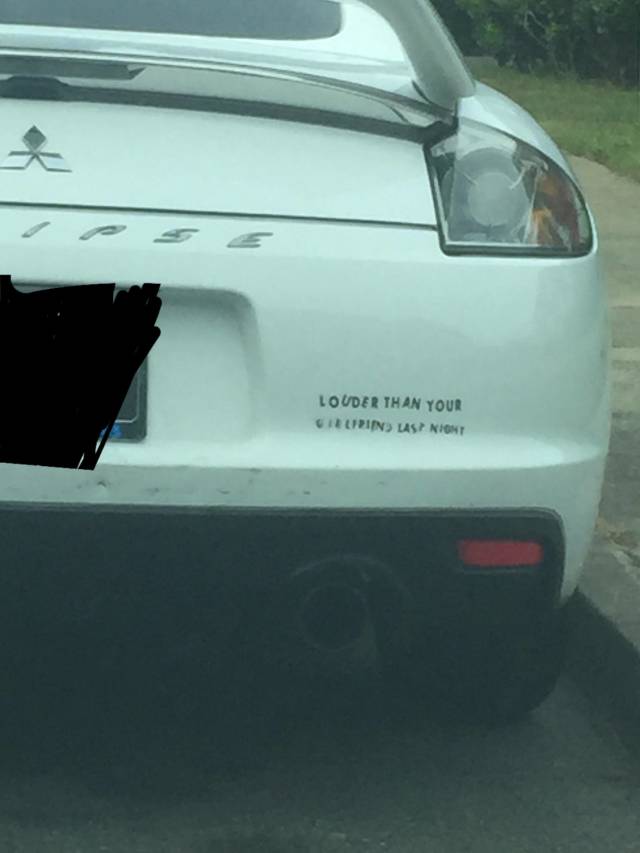 IPSE
LOUDER THAN YOUR
GIRLFRIEND LAST NIGHT